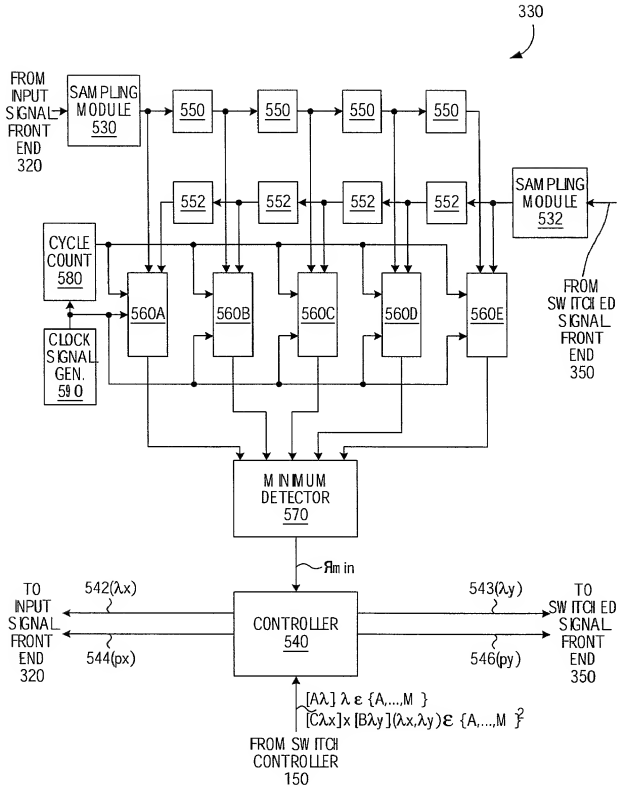 330
FROM
INPUT
SIGNAL
FRONT
END
320
SAMPLING
MODULE
530
550
550
550
550
552
552
552
552
SAMPLING
MODULE
532
CYCLE
COUNT
580
560A
560B
560C
560D
560E
CLOCK
SIGNAL
GEN.
590
FROM
SWITCHED
SIGNAL
FRONT
END
350
MINIMUM
DETECTOR
570
Яmin
TO
INPUT
SIGNAL
FRONT
END
320
542(λx)
544(px)
CONTROLLER
540
543(λy)
546(py)
TO
SWITCHED
SIGNAL
FRONT
END
350
[Aλ] λ ε {A,...,M }
[Cλx] x [Bλy] (λx,λy) ε {A,...,M }²
FROM SWITCH
CONTROLLER
150